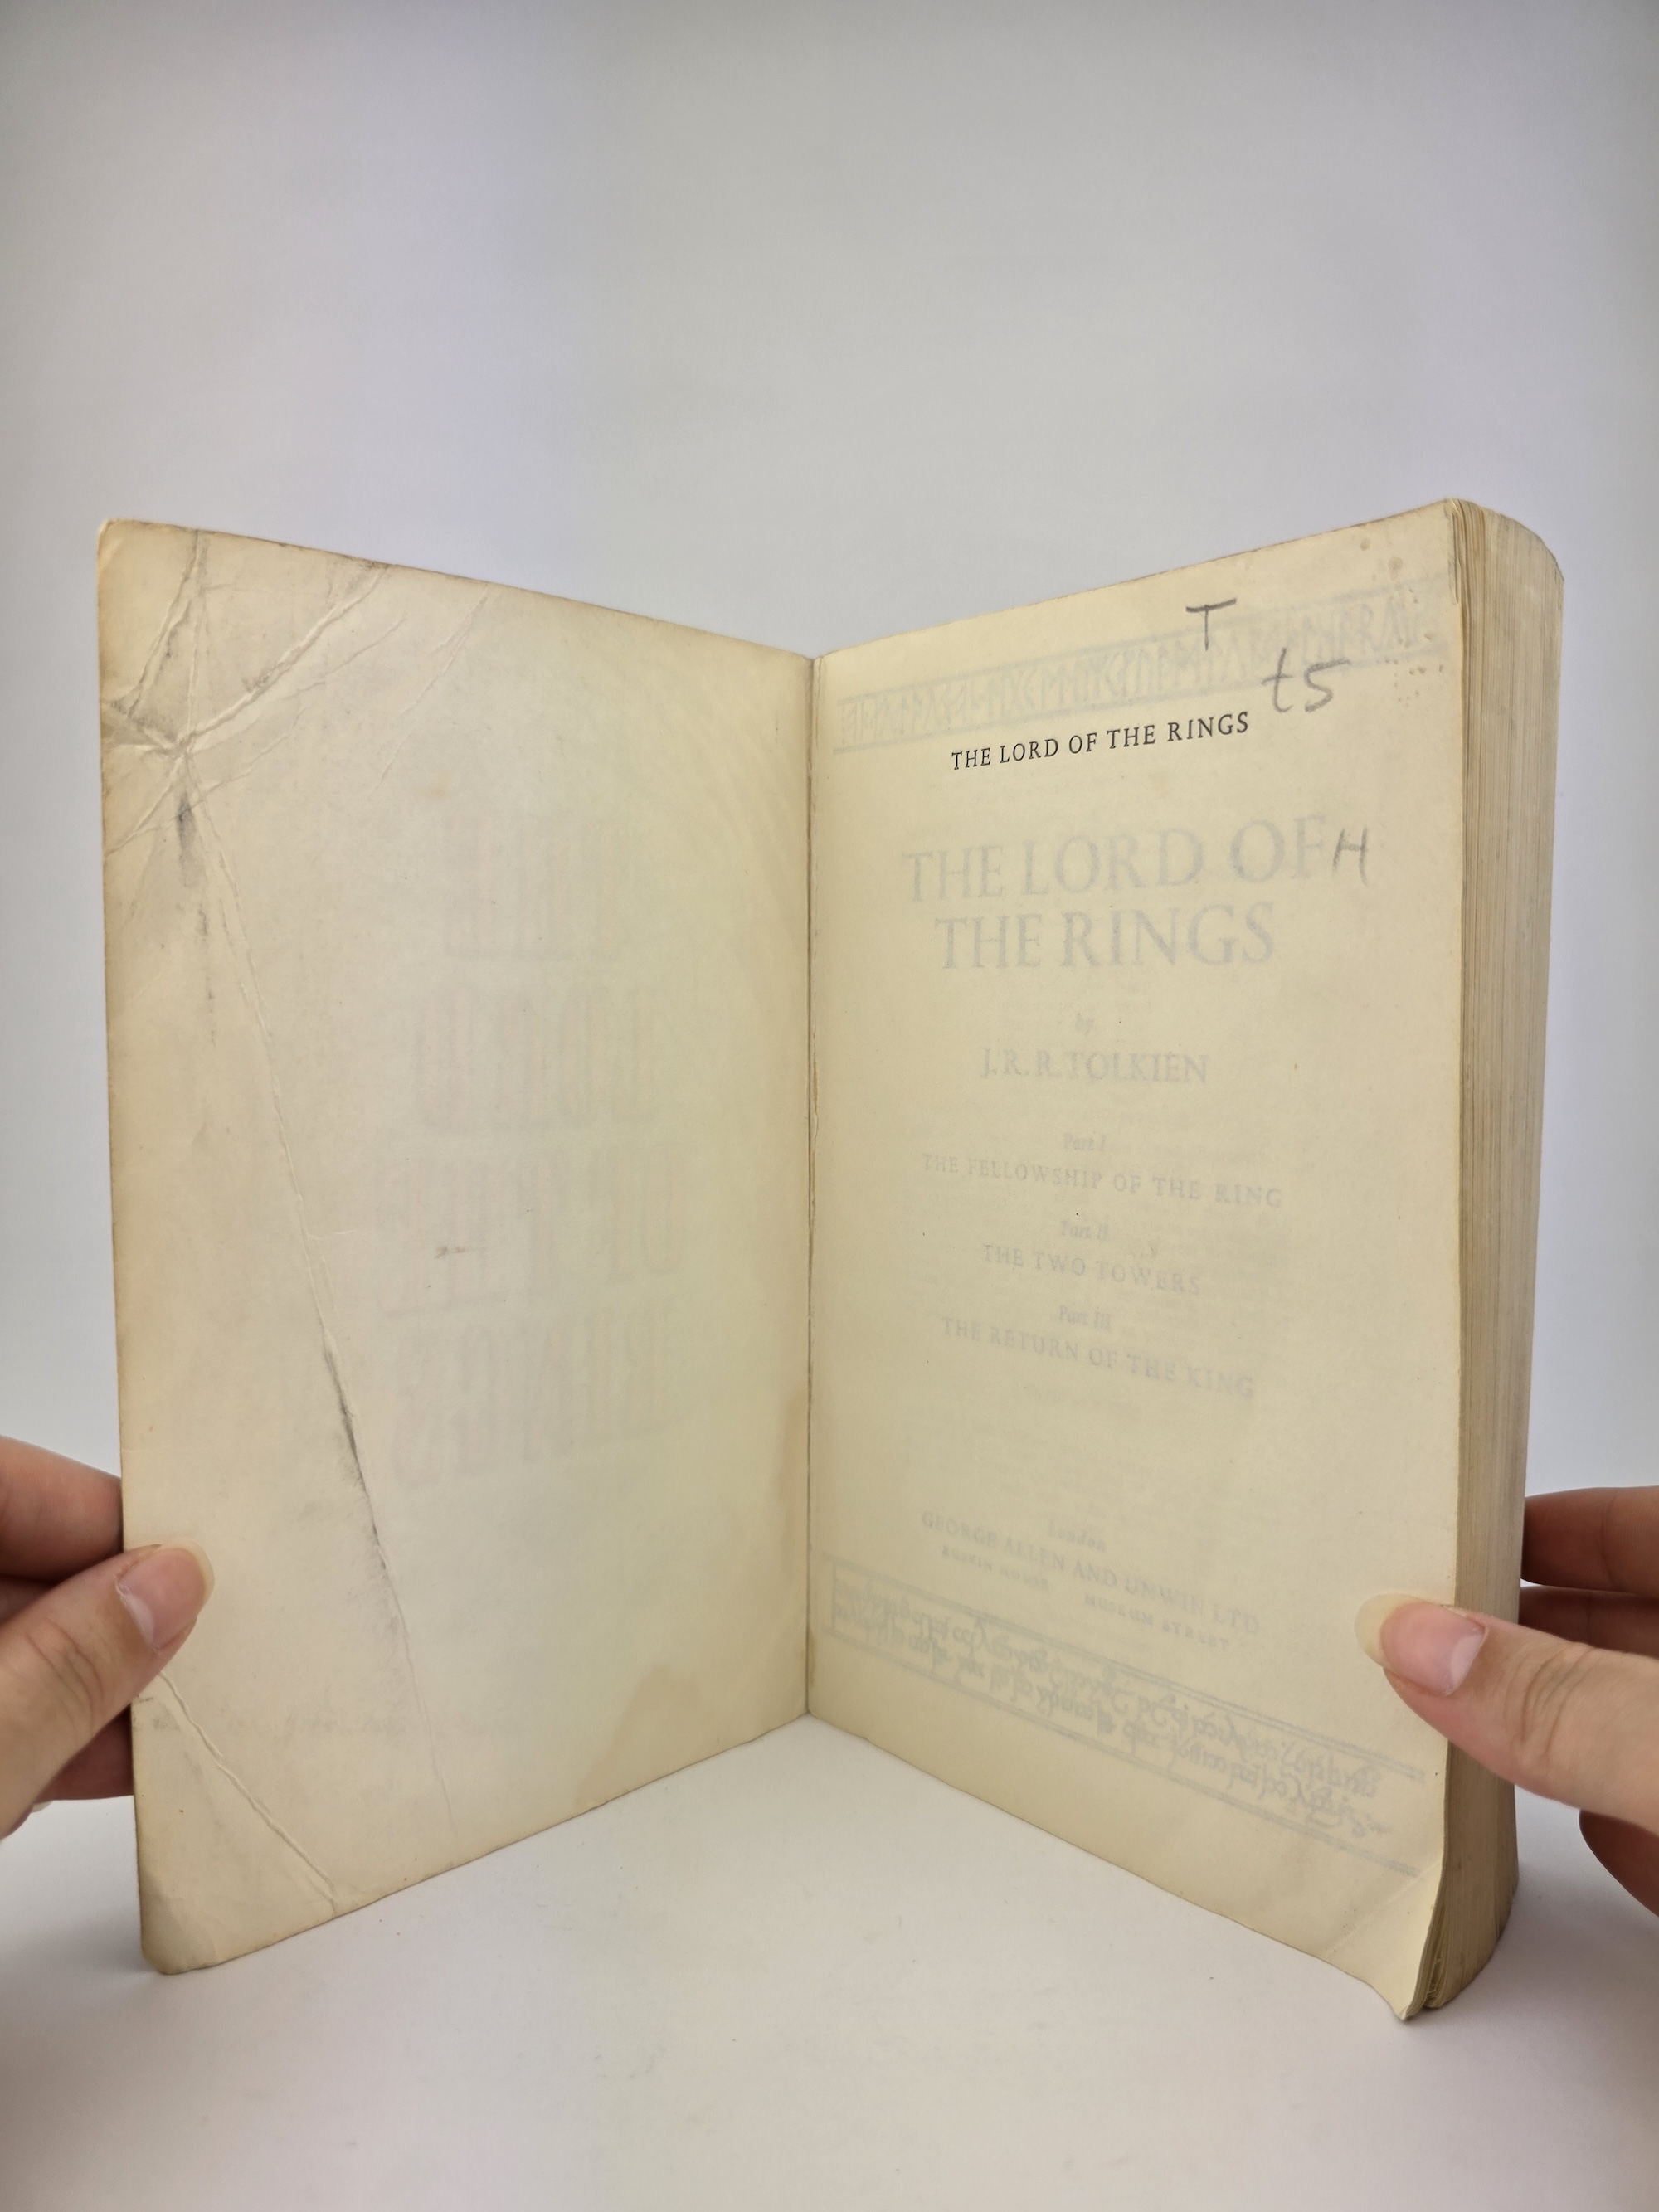 T
t5
THE LORD OF THE RINGS
THE LORD OF H
THE RINGS
by
J. R. R. TOLKIEN
Part I
THE FELLOWSHIP OF THE RING
Part II
THE TWO TOWERS
Part III
THE RETURN OF THE KING
London
GEORGE ALLEN AND UNWIN LTD
RUSKIN HOUSE MUSEUM STREET